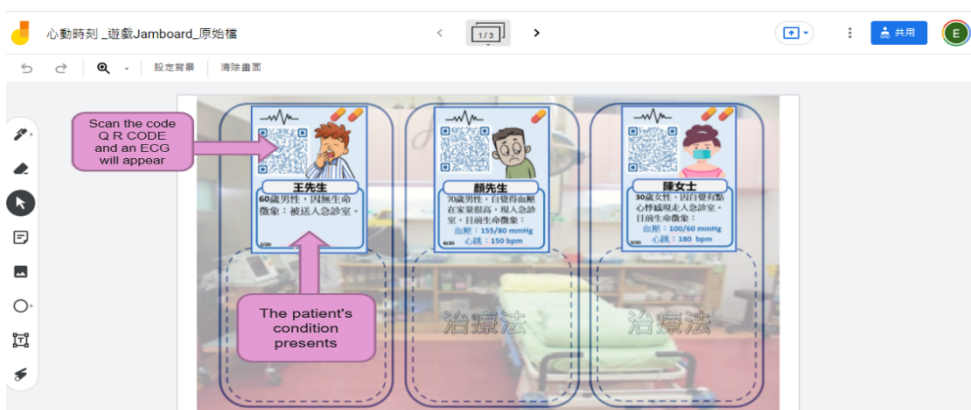 心動時刻 _遊戲Jamboard_原始檔
1/3
共用
E
設定背景
清除畫面
Scan the code
Q R CODE
and an ECG
will appear
王先生
60歲男性，因無生命
徵象：被送入急診室。
2/20
顏先生
70歲男性，自覺得血壓
在家量很高，現入急診
室，目前生命徵象：
血壓：155/80 mmHg
心跳：150 bpm
4/20
陳女士
30歲女性，因自覺有點
心悸緩現走入急診室。
目前生命徵象：
血壓：100/60 mmHg
心跳：180 bpm
The patient's
condition
presents
治療法
治療法